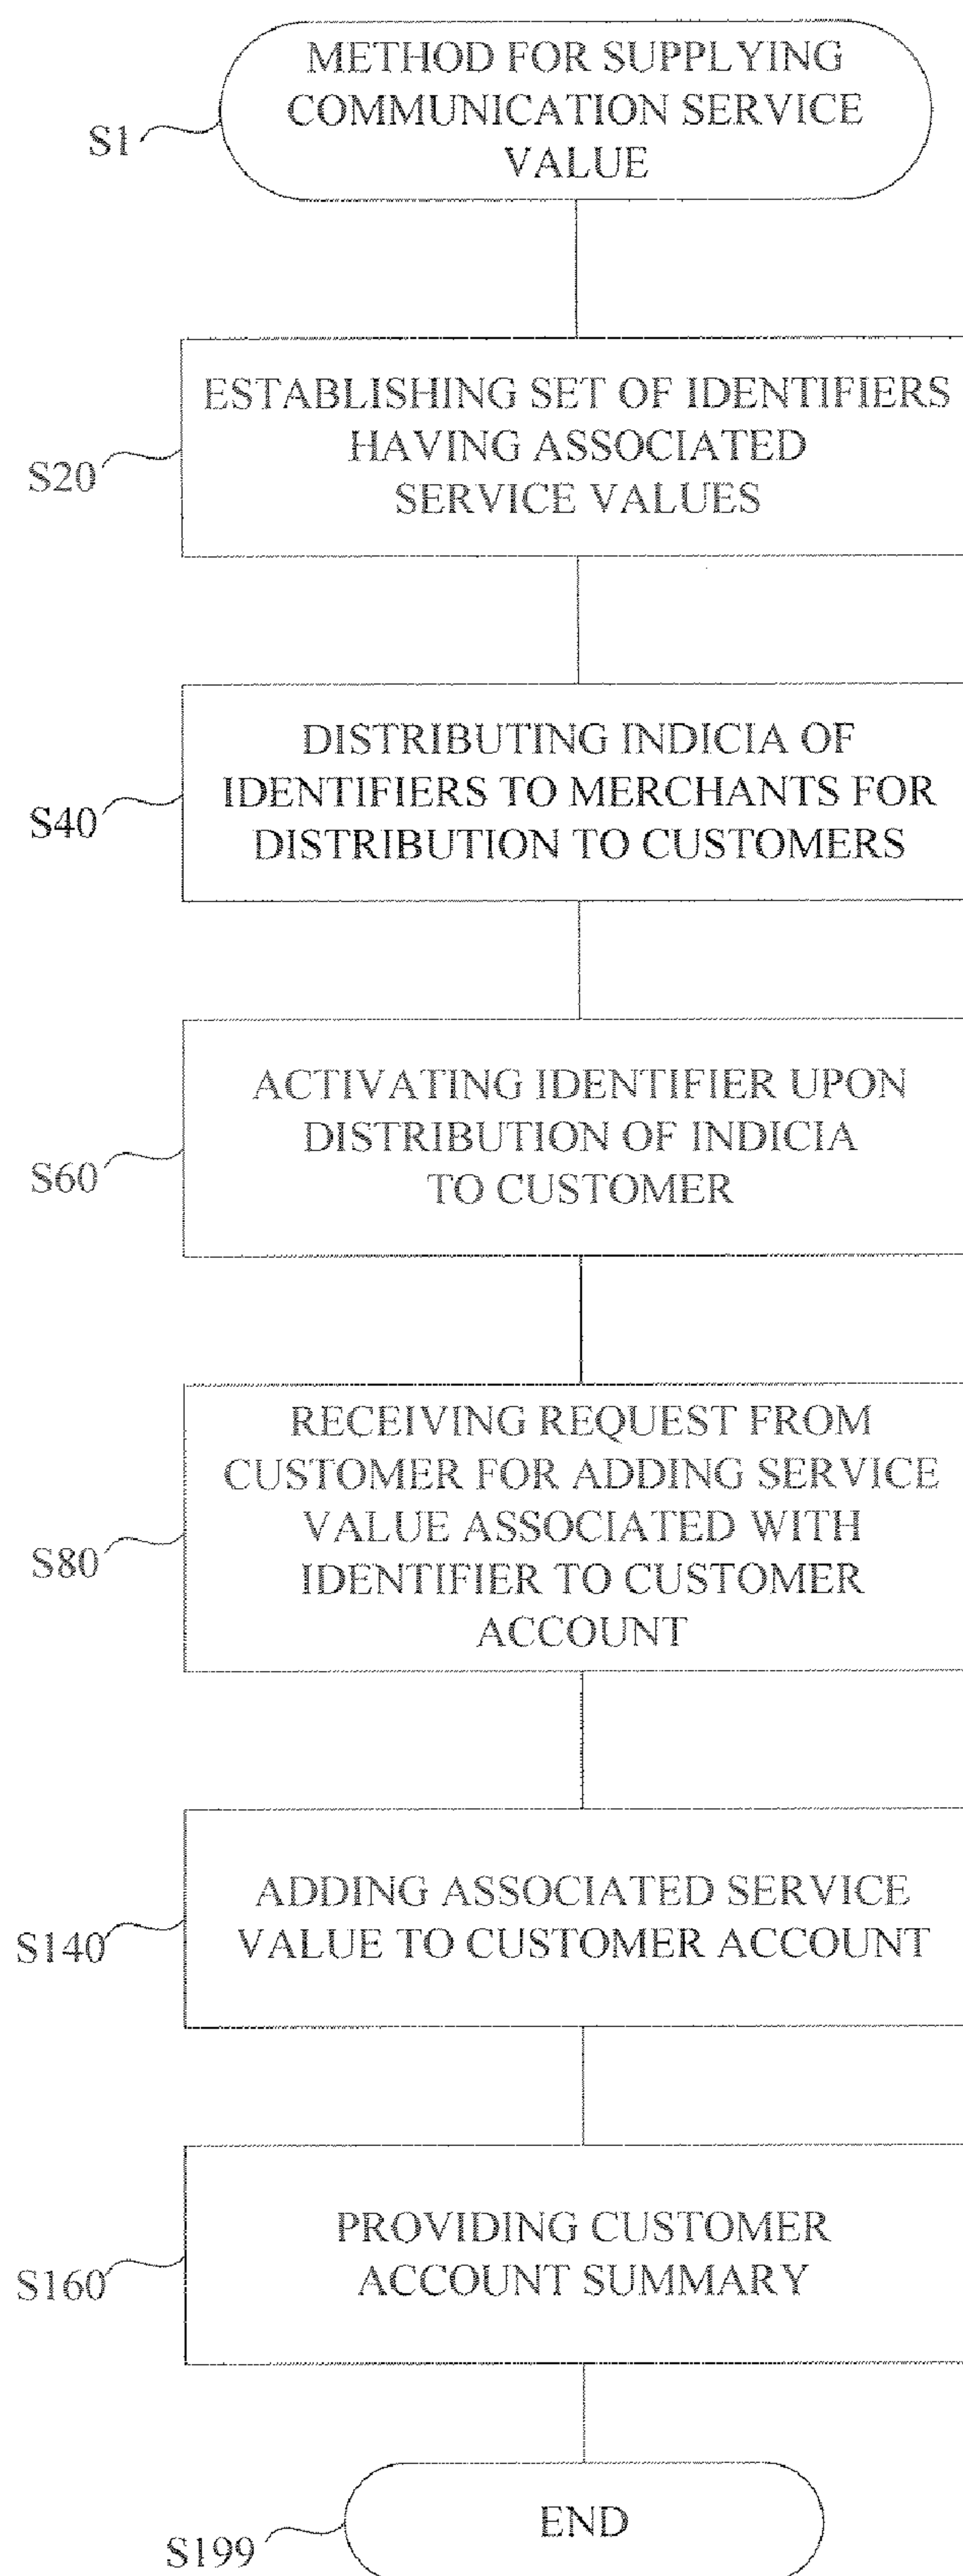 METHOD FOR SUPPLYING
COMMUNICATION SERVICE
VALUE
S1
ESTABLISHING SET OF IDENTIFIERS
HAVING ASSOCIATED
SERVICE VALUES
S20
DISTRIBUTING INDICIA OF
IDENTIFIERS TO MERCHANTS FOR
DISTRIBUTION TO CUSTOMERS
S40
ACTIVATING IDENTIFIER UPON
DISTRIBUTION OF INDICIA
TO CUSTOMER
S60
RECEIVING REQUEST FROM
CUSTOMER FOR ADDING SERVICE
VALUE ASSOCIATED WITH
IDENTIFIER TO CUSTOMER
ACCOUNT
S80
ADDING ASSOCIATED SERVICE
VALUE TO CUSTOMER ACCOUNT
S140
PROVIDING CUSTOMER
ACCOUNT SUMMARY
S160
END
S199